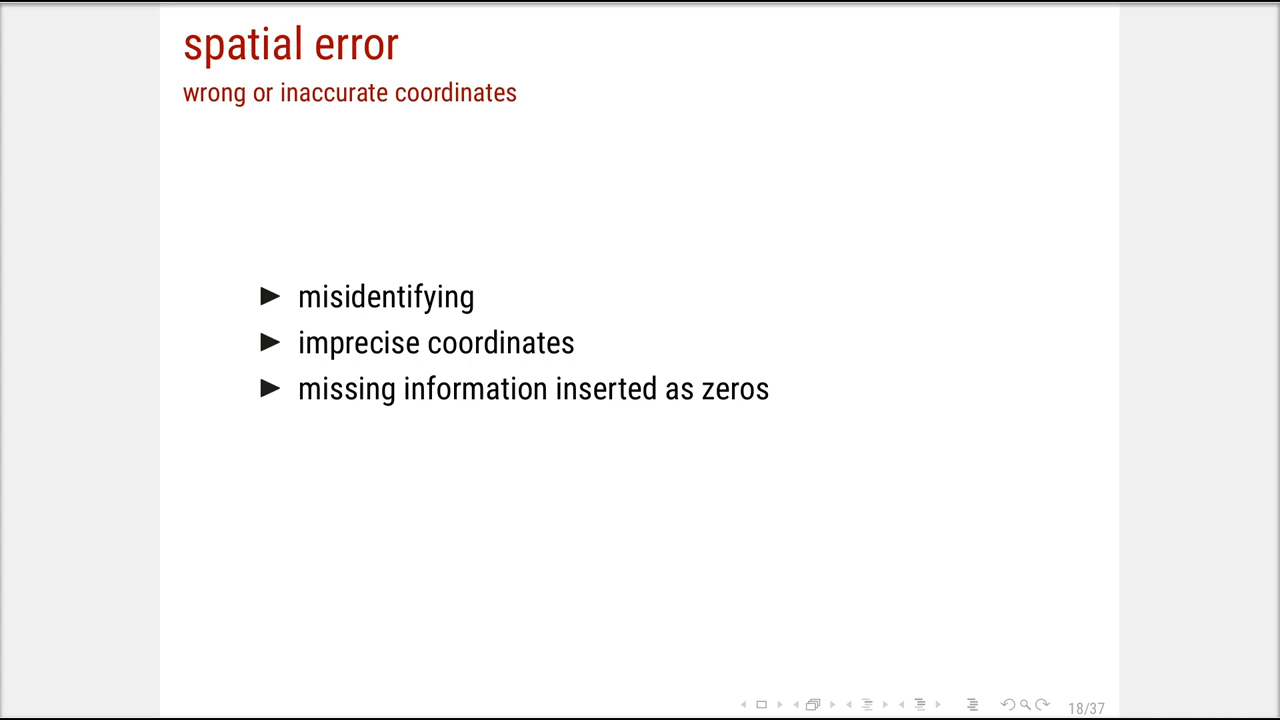 spatial error
wrong or inaccurate coordinates
► misidentifying
► imprecise coordinates
► missing information inserted as zeros
18/37